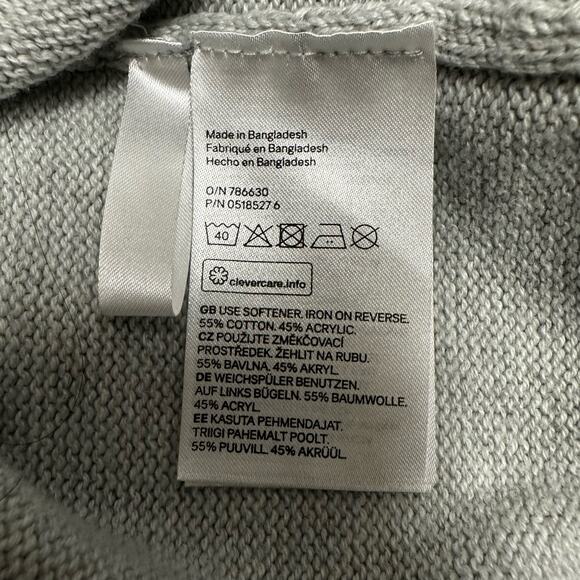 Made in Bangladesh
Fabriqué en Bangladesh
Hecho en Bangladesh
O/N 786630
P/N 0518527 6
40
clevercare.info
GB USE SOFTENER. IRON ON REVERSE.
55% COTTON. 45% ACRYLIC.
CZ POUŽIJTE ZMĚKČOVACÍ
PROSTŘEDEK. ŽEHLIT NA RUBU.
55% BAVLNA. 45% AKRYL.
DE WEICHSPÜLER BENUTZEN.
AUF LINKS BÜGELN. 55% BAUMWOLLE.
45% ACRYL.
EE KASUTA PEHMENDAJAT.
TRIIGI PAHEMALT POOLT.
55% PUUVILL. 45% AKRÜÜL.